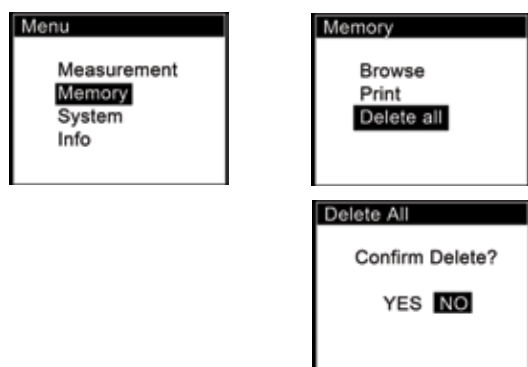 Menu
Measurement
Memory
System
Info
Memory
Browse
Print
Delete all
Delete All
Confirm Delete?
YES NO